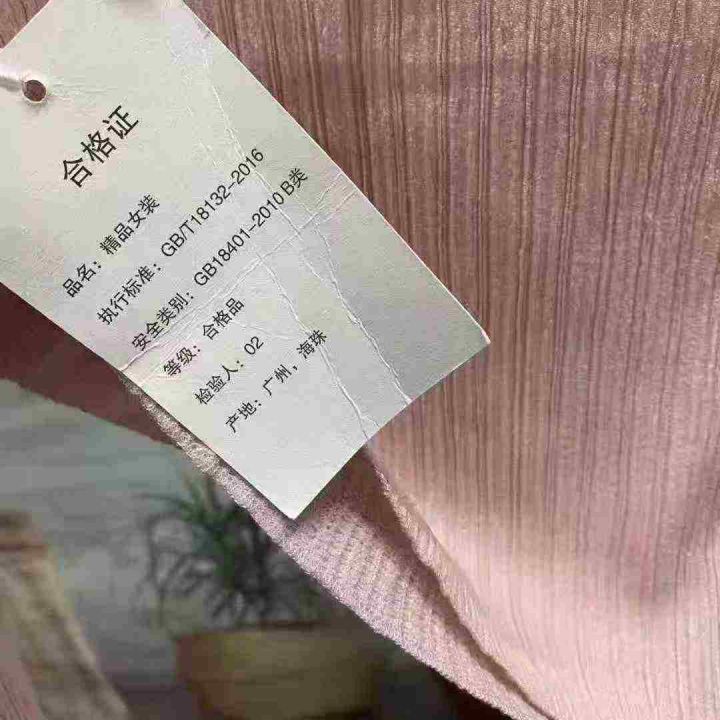 合格证
品名：精品女装
执行标准：GB/T18132-2016
安全类别：GB18401-2010 B类
等级：合格品
检验人：02
产地：广州，海珠